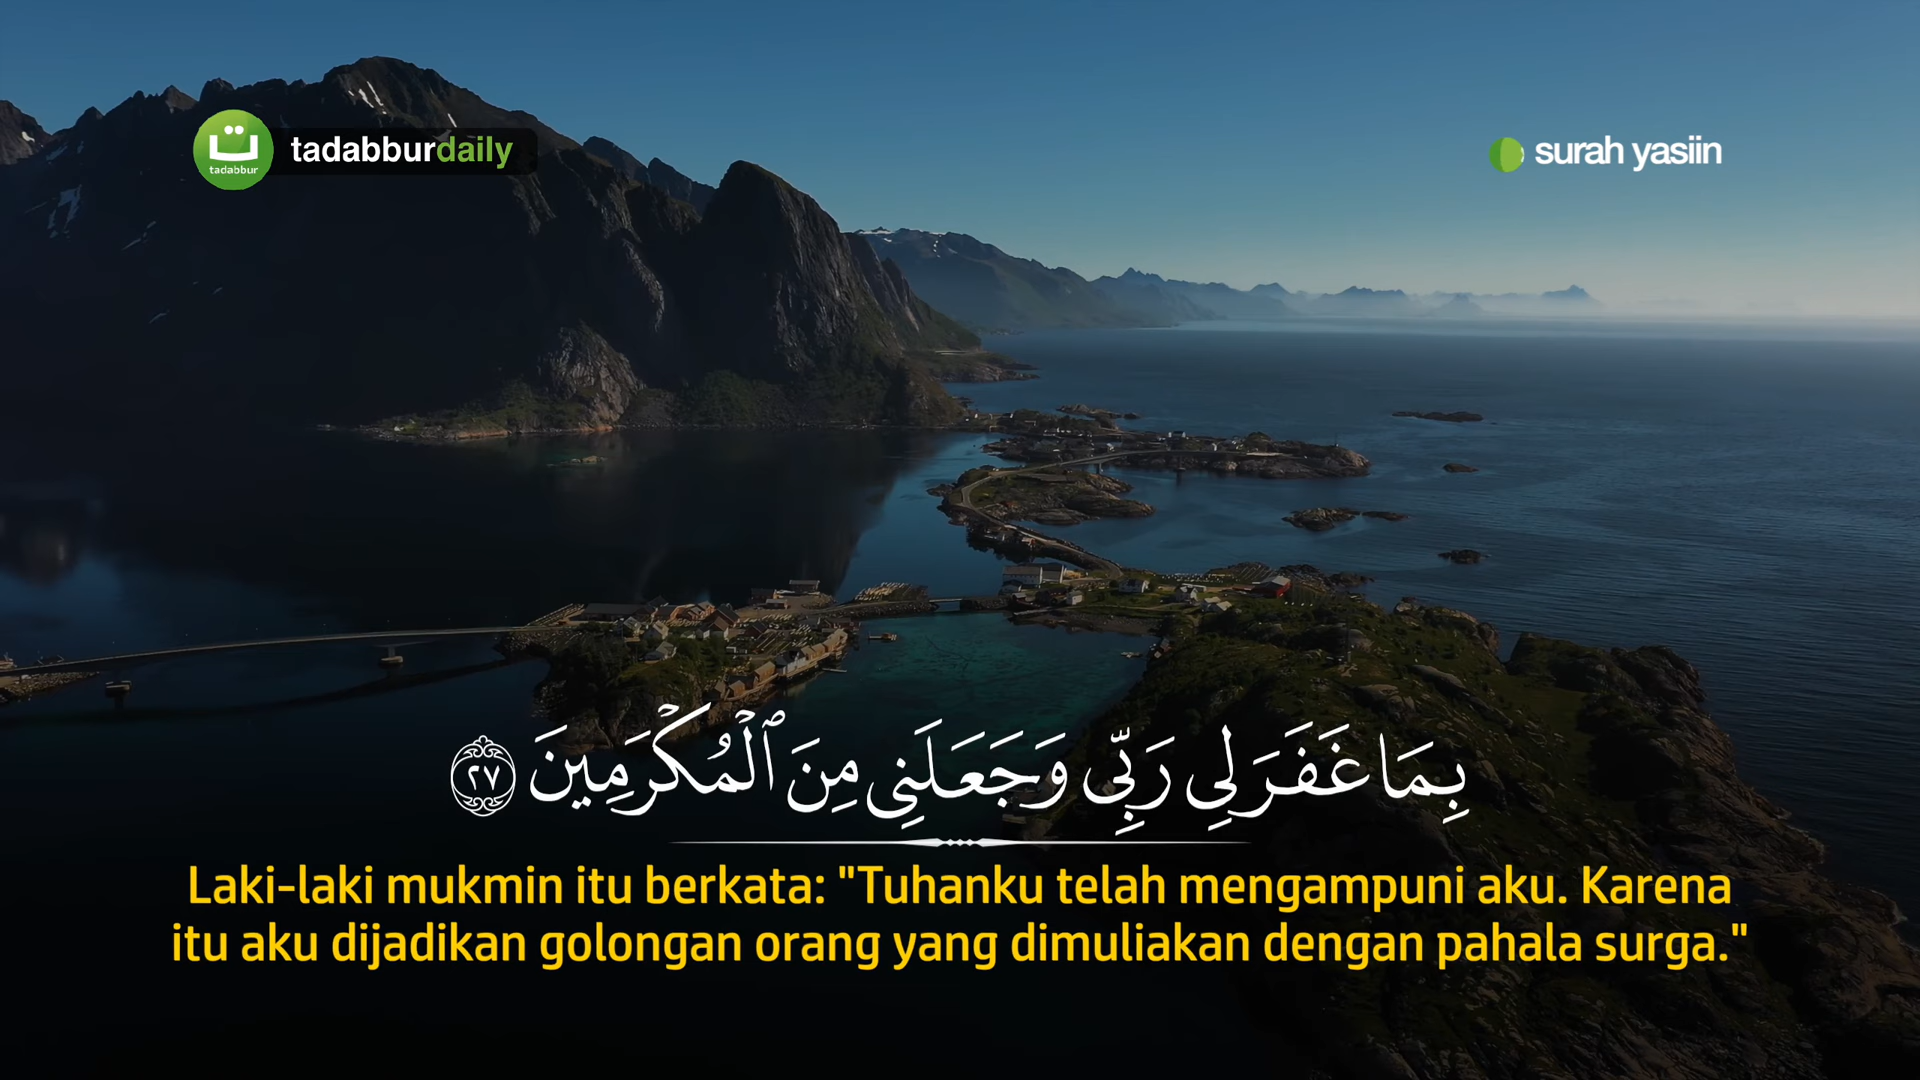 ت
tadabbur
tadabburdaily
surah yasiin
بِمَا غَفَرَ لِي رَبِّي وَجَعَلَنِي مِنَ ٱلْمُكْرَمِينَ ٢٧
Laki-laki mukmin itu berkata: "Tuhanku telah mengampuni aku. Karena
itu aku dijadikan golongan orang yang dimuliakan dengan pahala surga."